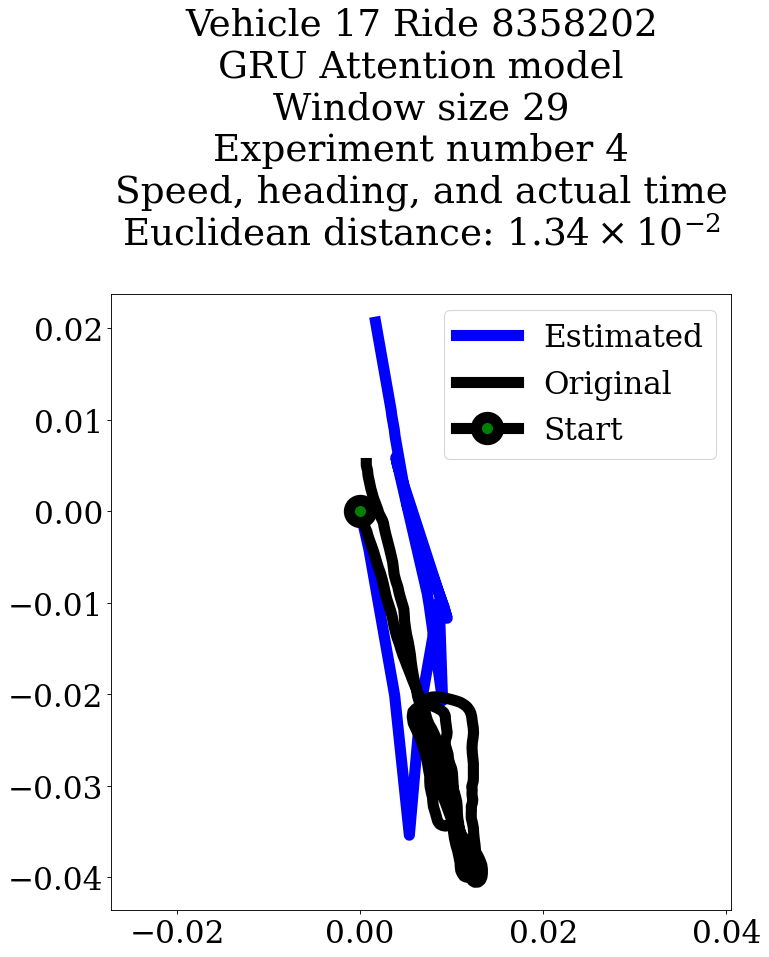 Vehicle 17 Ride 8358202
GRU Attention model
Window size 29
Experiment number 4
Speed, heading, and actual time
Euclidean distance: 1.34 × 10⁻²
Estimated
Original
Start
0.02
0.01
0.00
−0.01
−0.02
−0.03
−0.04
−0.02 0.00 0.02 0.04